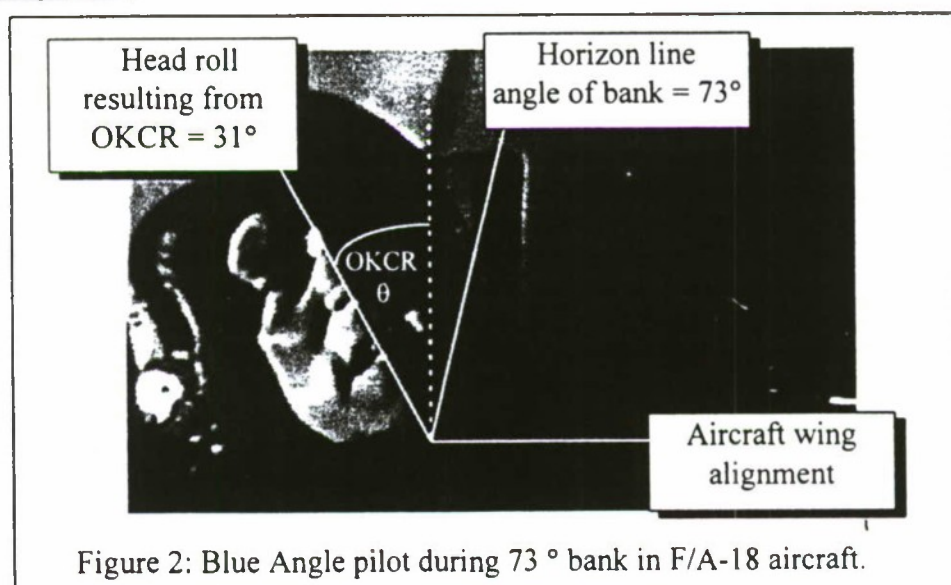 Head roll
resulting from
OKCR = 31°
Horizon line
angle of bank = 73°
OKCR
θ
Aircraft wing
alignment
Figure 2: Blue Angle pilot during 73 ° bank in F/A-18 aircraft.